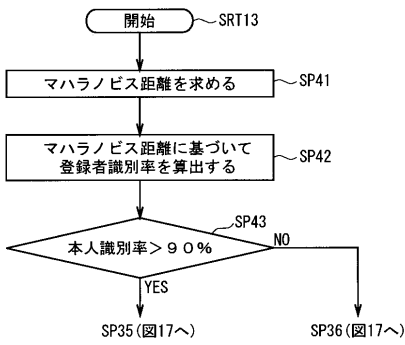 開始
SRT13
マハラノビス距離を求める
SP41
マハラノビス距離に基づいて
登録者識別率を算出する
SP42
SP43
本人識別率>90%
NO
YES
SP35(図17へ)
SP36(図17へ)